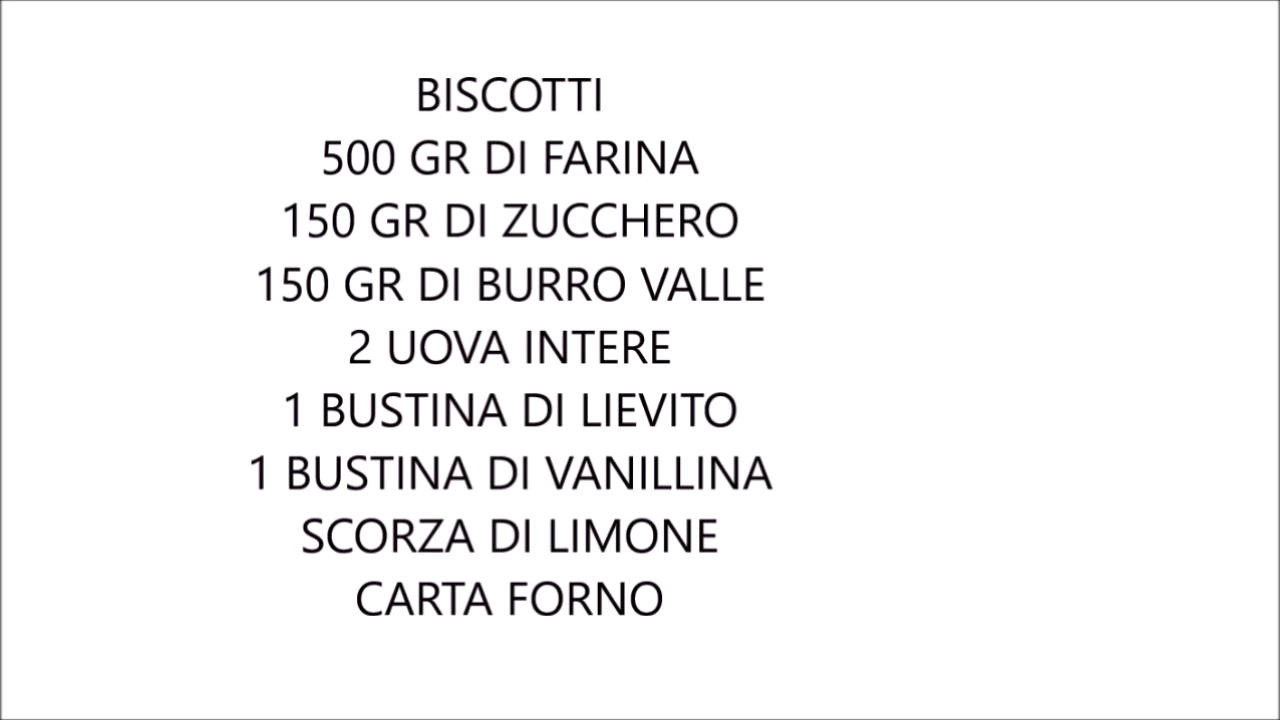 BISCOTTI
500 GR DI FARINA
150 GR DI ZUCCHERO
150 GR DI BURRO VALLE
2 UOVA INTERE
1 BUSTINA DI LIEVITO
1 BUSTINA DI VANILLINA
SCORZA DI LIMONE
CARTA FORNO